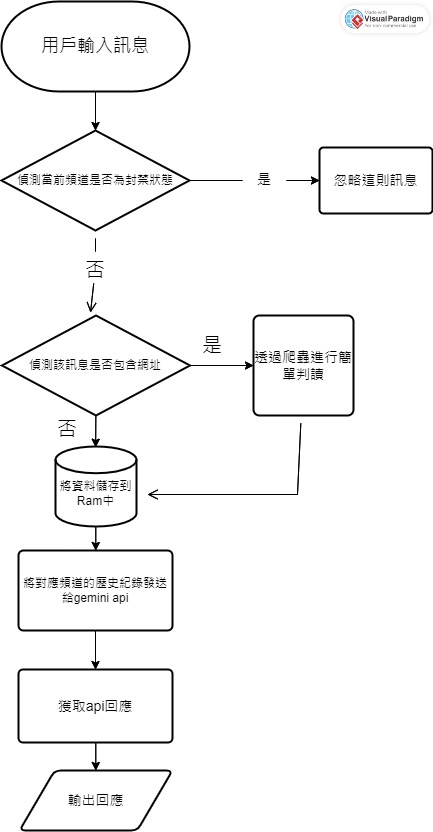 Made with
Visual Paradigm
For non-commercial use
用戶輸入訊息
偵測當前頻道是否為封禁狀態
是
忽略這則訊息
否
偵測該訊息是否包含網址
是
透過爬蟲進行簡
單判讀
否
將資料儲存到
Ram中
將對應頻道的歷史紀錄發送
給gemini api
獲取api回應
輸出回應